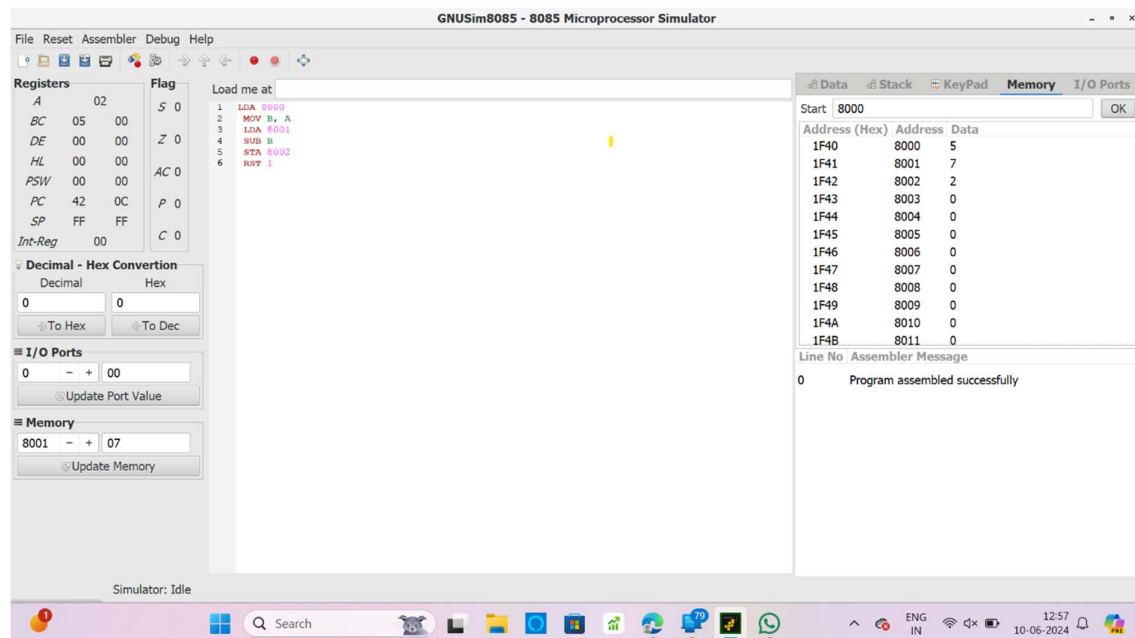 GNUSim8085 - 8085 Microprocessor Simulator
File Reset Assembler Debug Help
Registers
A 02
BC 05 00
DE 00 00
HL 00 00
PSW 00 00
PC 42 0C
SP FF FF
Int-Reg 00
Flag
S 0
Z 0
AC 0
P 0
C 0
Decimal - Hex Convertion
Decimal Hex
0 0
To Hex To Dec
I/O Ports
0 - + 00
Update Port Value
Memory
8001 - + 07
Update Memory
Load me at
1 LDA 8000
2 MOV B, A
3 LDA 8001
4 SUB B
5 STA 8002
6 RST 1
Data Stack KeyPad Memory I/O Ports
Start 8000 OK
Address (Hex) Address Data
1F40 8000 5
1F41 8001 7
1F42 8002 2
1F43 8003 0
1F44 8004 0
1F45 8005 0
1F46 8006 0
1F47 8007 0
1F48 8008 0
1F49 8009 0
1F4A 8010 0
1F4B 8011 0
Line No Assembler Message
0 Program assembled successfully
Simulator: Idle
1
Search
79
ENG
IN
12:57
10-06-2024
PRE